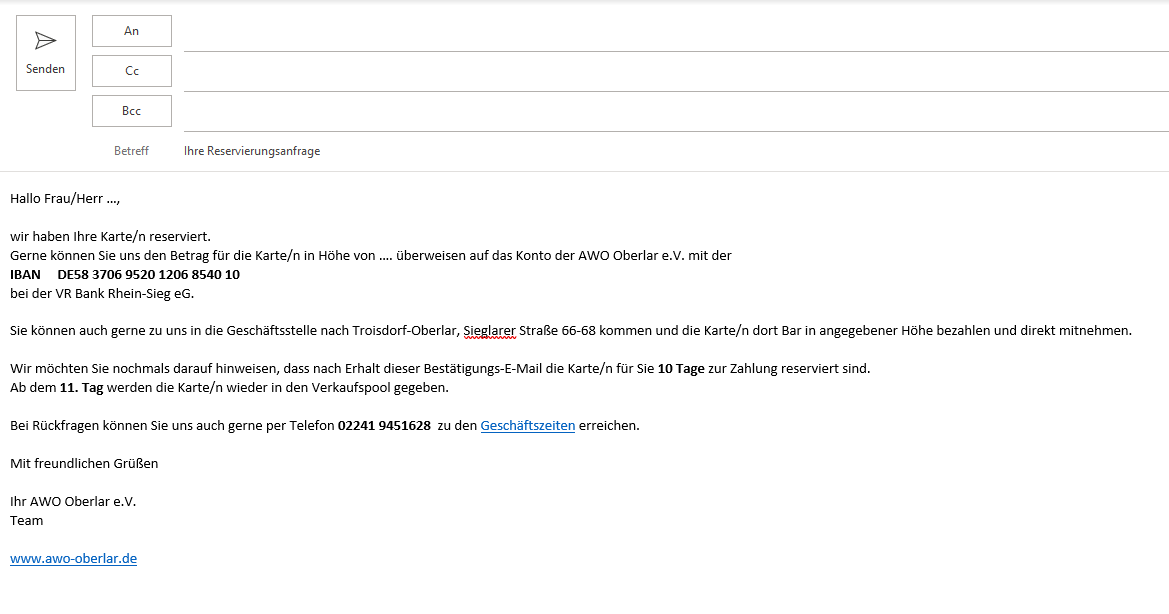 Senden
An
Cc
Bcc
Betreff Ihre Reservierungsanfrage
Hallo Frau/Herr ...,
wir haben Ihre Karte/n reserviert.
Gerne können Sie uns den Betrag für die Karte/n in Höhe von .... überweisen auf das Konto der AWO Oberlar e.V. mit der
IBAN DE58 3706 9520 1206 8540 10
bei der VR Bank Rhein-Sieg eG.
Sie können auch gerne zu uns in die Geschäftsstelle nach Troisdorf-Oberlar, Sieglarer Straße 66-68 kommen und die Karte/n dort Bar in angegebener Höhe bezahlen und direkt mitnehmen.
Wir möchten Sie nochmals darauf hinweisen, dass nach Erhalt dieser Bestätigungs-E-Mail die Karte/n für Sie 10 Tage zur Zahlung reserviert sind.
Ab dem 11. Tag werden die Karte/n wieder in den Verkaufspool gegeben.
Bei Rückfragen können Sie uns auch gerne per Telefon 02241 9451628 zu den Geschäftszeiten erreichen.
Mit freundlichen Grüßen
Ihr AWO Oberlar e.V.
Team
www.awo-oberlar.de